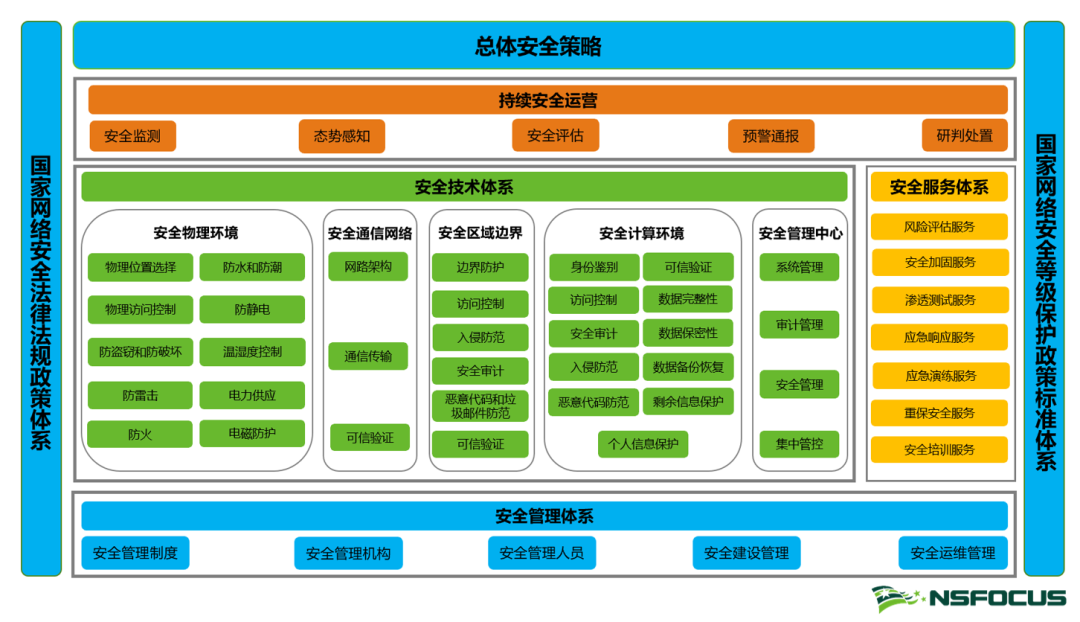 国家网络安全法律法规政策体系
总体安全策略
持续安全运营
安全监测
态势感知
安全评估
预警通报
研判处置
安全技术体系
安全物理环境
物理位置选择
防水和防潮
物理访问控制
防静电
防盗窃和防破坏
温湿度控制
防雷击
电力供应
防火
电磁防护
安全通信网络
网路架构
通信传输
可信验证
安全区域边界
边界防护
访问控制
入侵防范
安全审计
恶意代码和垃
圾邮件防范
可信验证
安全计算环境
身份鉴别
可信验证
访问控制
数据完整性
安全审计
数据保密性
入侵防范
数据备份恢复
恶意代码防范
剩余信息保护
个人信息保护
安全管理中心
系统管理
审计管理
安全管理
集中管控
安全服务体系
风险评估服务
安全加固服务
渗透测试服务
应急响应服务
应急演练服务
重保安全服务
安全培训服务
安全管理体系
安全管理制度
安全管理机构
安全管理人员
安全建设管理
安全运维管理
国家网络安全等级保护政策标准体系
NSFOCUS